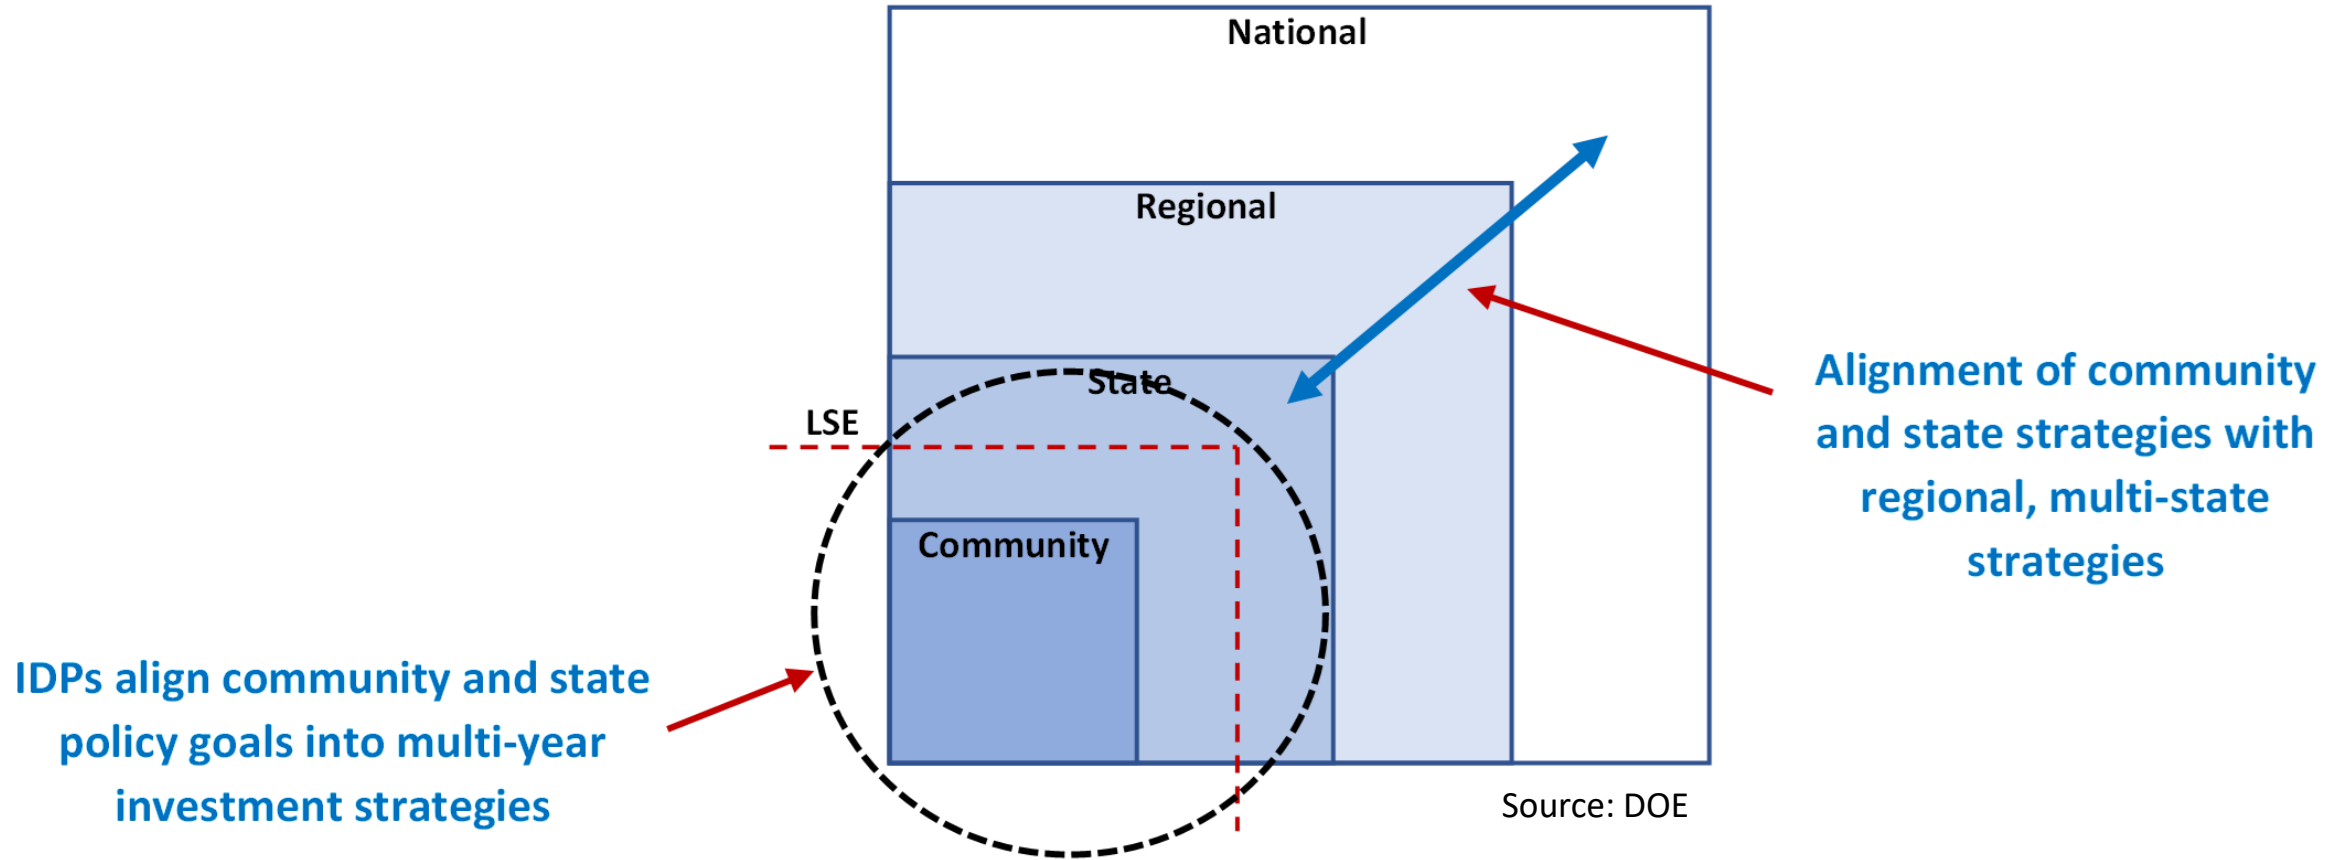 National
Regional
State
LSE
Community
Alignment of community
and state strategies with
regional, multi-state
strategies
IDPs align community and state
policy goals into multi-year
investment strategies
Source: DOE